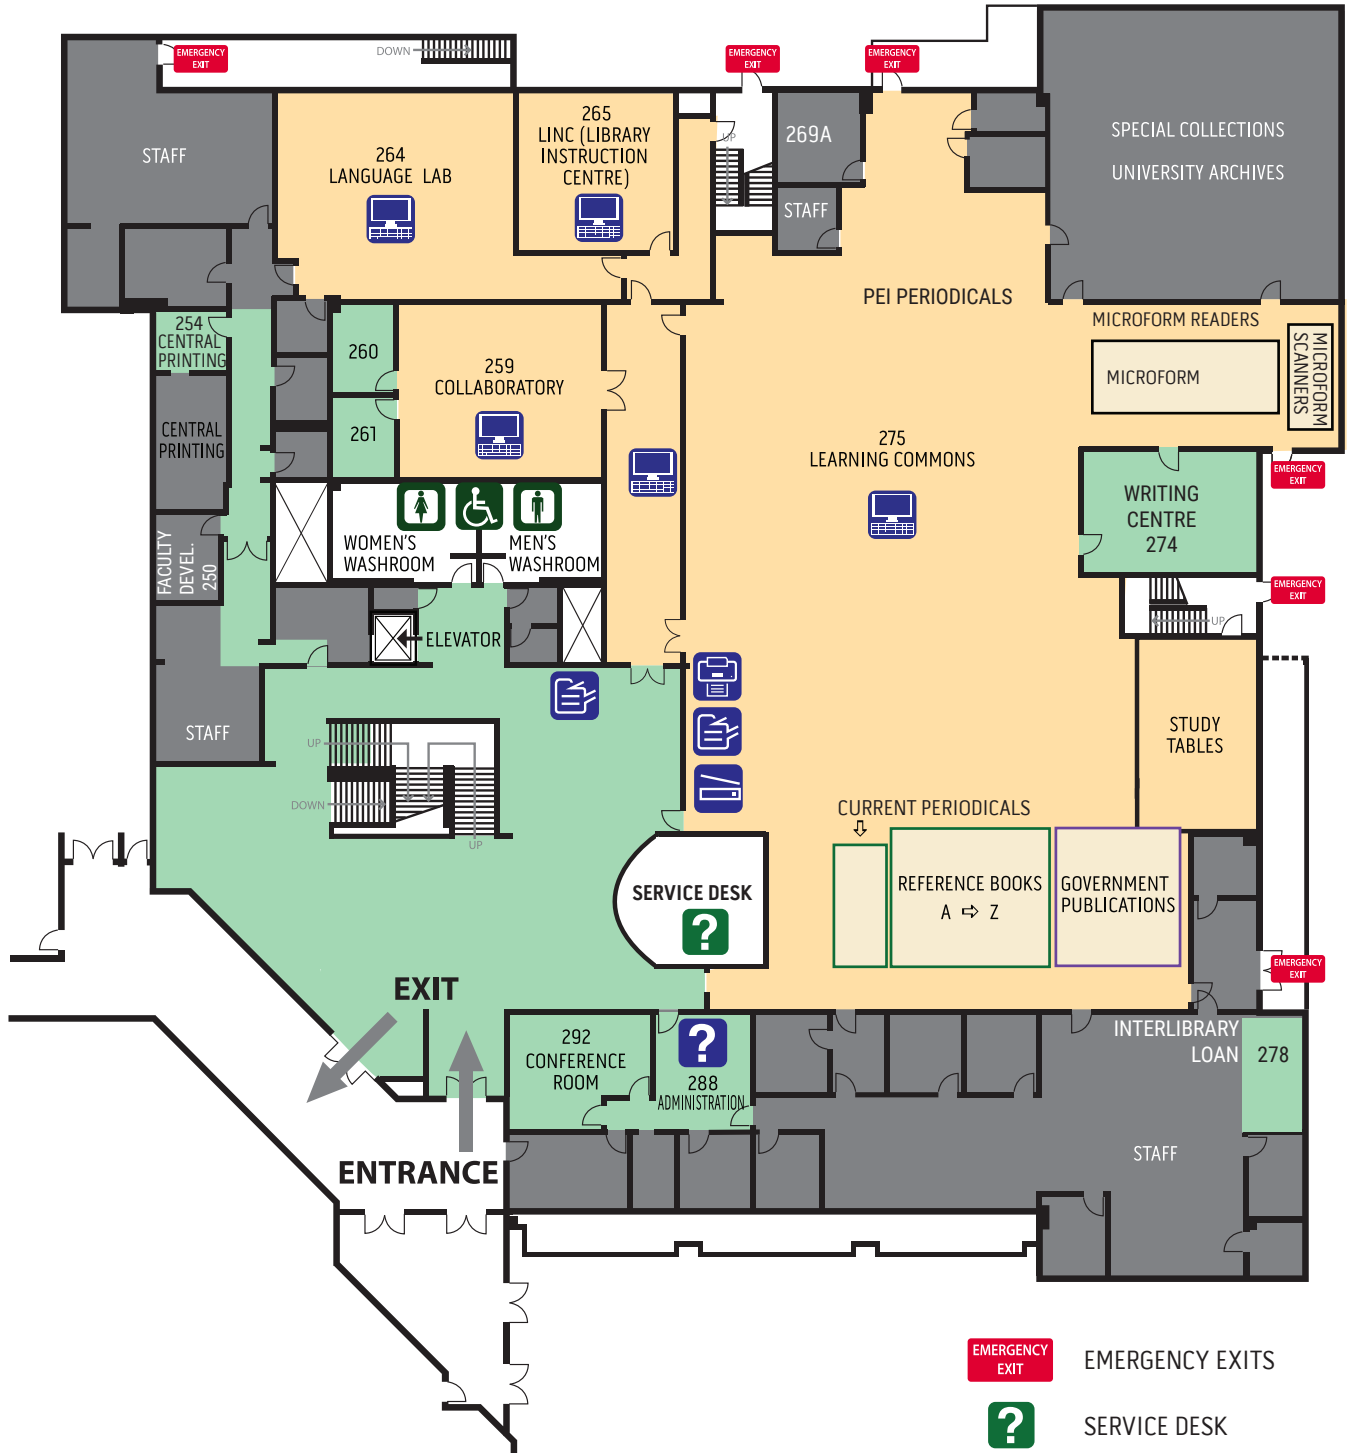 EMERGENCY
EXIT
DOWN
EMERGENCY
EXIT
EMERGENCY
EXIT
STAFF
264
LANGUAGE LAB
265
LINC (LIBRARY
INSTRUCTION
CENTRE)
UP
269A
STAFF
SPECIAL COLLECTIONS
UNIVERSITY ARCHIVES
PEI PERIODICALS
MICROFORM READERS
MICROFORM
MICROFORM
SCANNERS
254
CENTRAL
PRINTING
260
259
COLLABORATORY
261
CENTRAL
PRINTING
275
LEARNING COMMONS
EMERGENCY
EXIT
WRITING
CENTRE
274
FACULTY
DEVEL.
250
WOMEN'S
WASHROOM
MEN'S
WASHROOM
EMERGENCY
EXIT
UP
ELEVATOR
STAFF
UP
DOWN
UP
STUDY
TABLES
CURRENT PERIODICALS
SERVICE DESK
?
REFERENCE BOOKS
A ⇨ Z
GOVERNMENT
PUBLICATIONS
EMERGENCY
EXIT
EXIT
292
CONFERENCE
ROOM
?
288
ADMINISTRATION
INTERLIBRARY
LOAN
278
STAFF
ENTRANCE
EMERGENCY
EXIT
EMERGENCY EXITS
?
SERVICE DESK